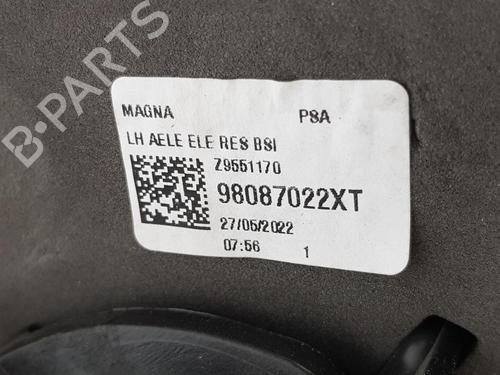 MAGNA PSA
LH AELE ELE RES BSI
Z9551170
98087022XT
27/05/2022
07:56 1
B-PARTS